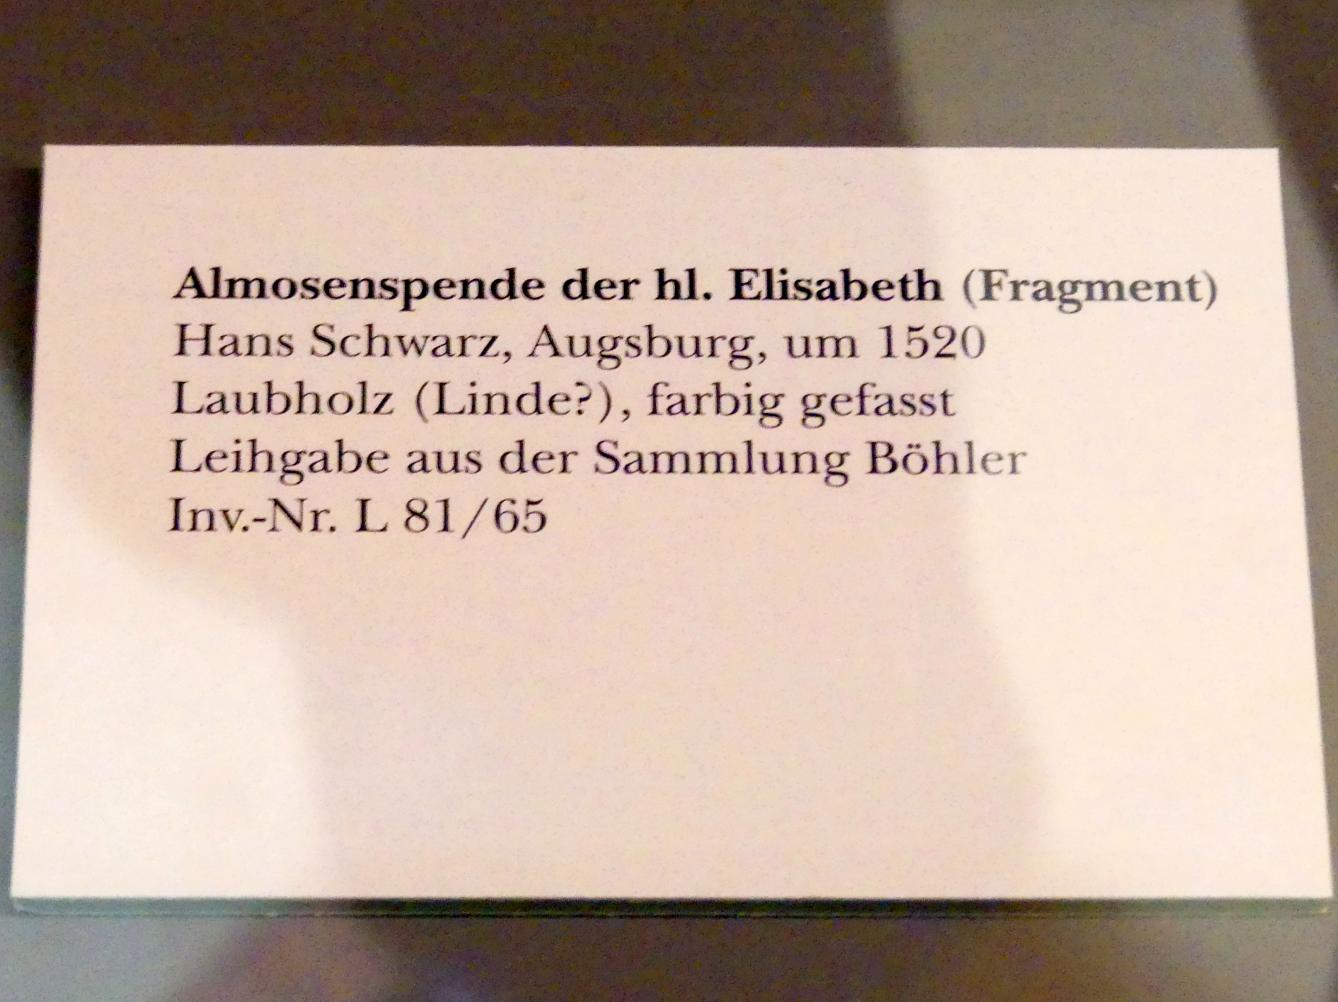 Almosenspende der hl. Elisabeth (Fragment)
Hans Schwarz, Augsburg, um 1520
Laubholz (Linde?), farbig gefasst
Leihgabe aus der Sammlung Böhler
Inv.-Nr. L 81/65